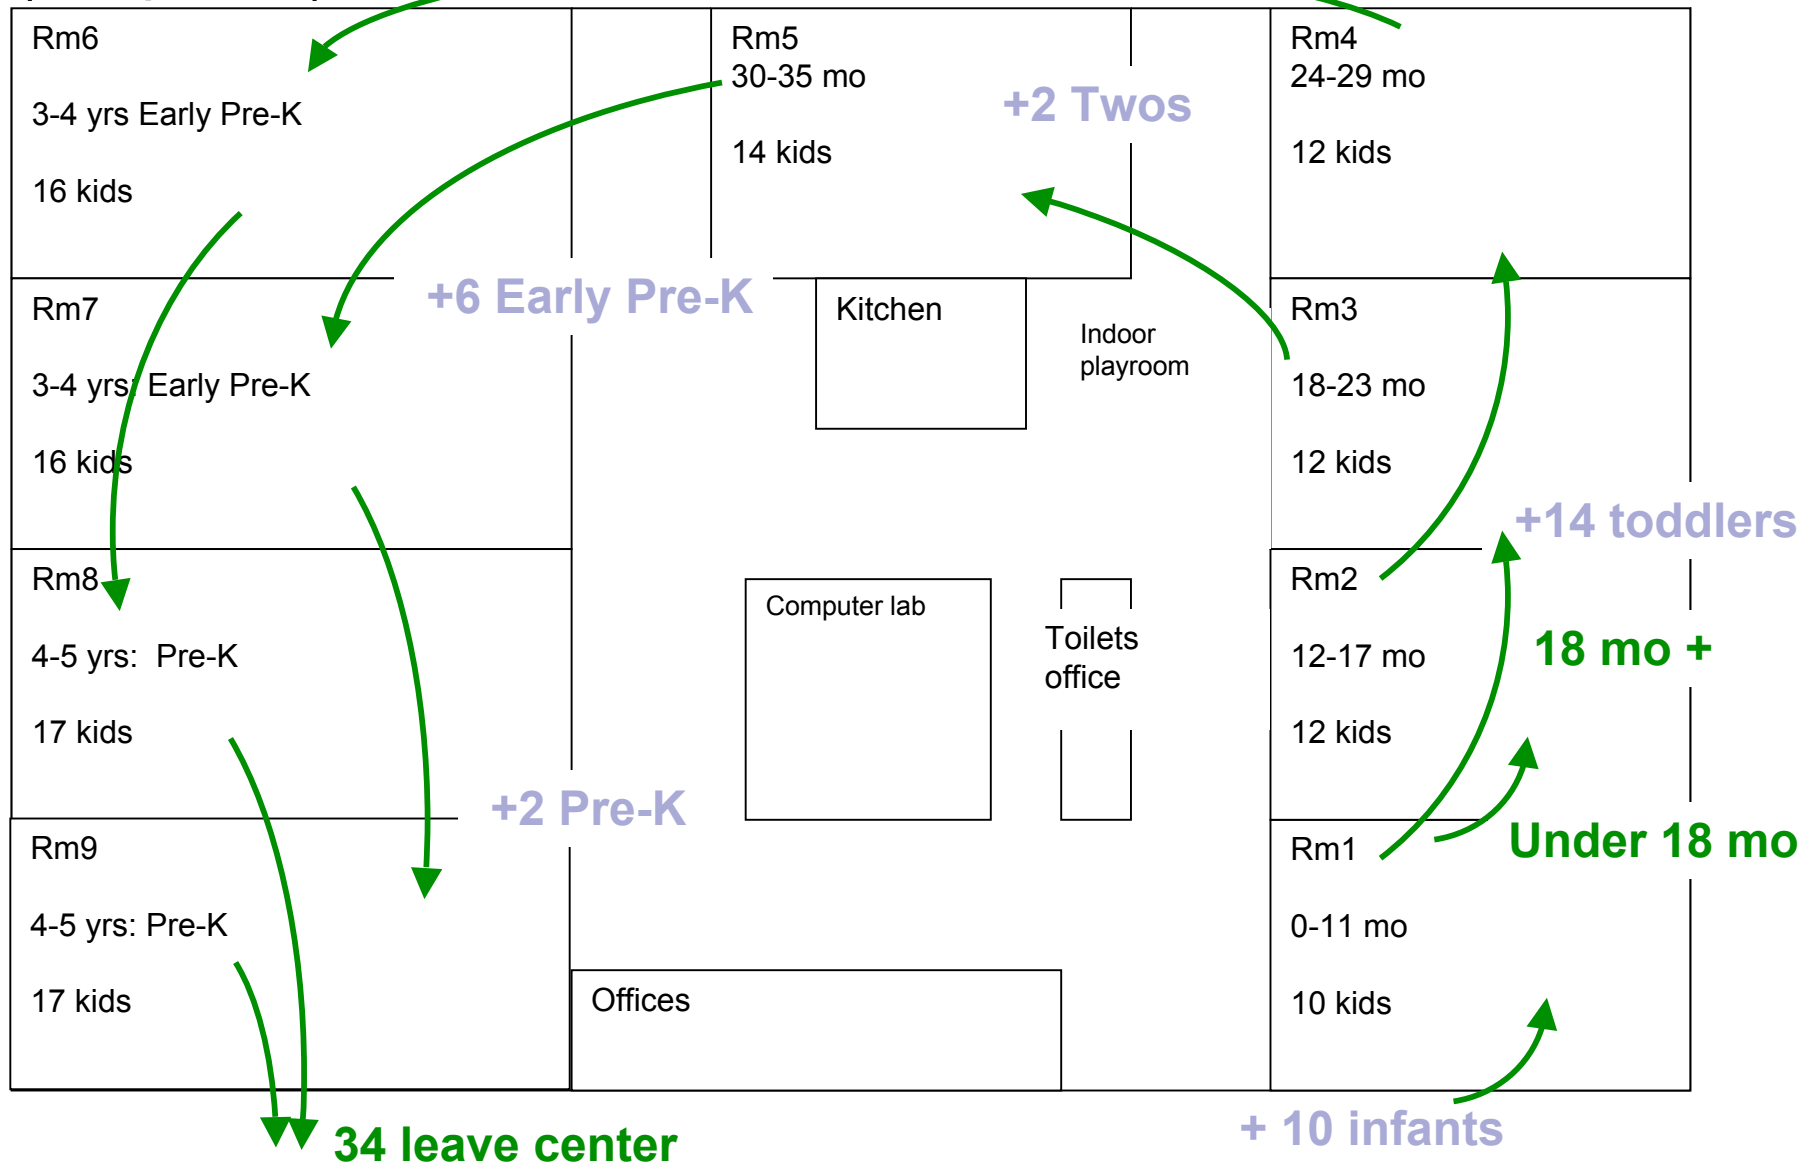 Rm6
3-4 yrs Early Pre-K
16 kids
Rm5
30-35 mo
14 kids
+2 Twos
Rm4
24-29 mo
12 kids
Rm7
3-4 yrs: Early Pre-K
16 kids
+6 Early Pre-K
Kitchen
Indoor
playroom
Rm3
18-23 mo
12 kids
+14 toddlers
Rm8
4-5 yrs:  Pre-K
17 kids
Computer lab
Toilets
office
Rm2
12-17 mo
12 kids
18 mo +
Under 18 mo
+2 Pre-K
Rm9
4-5 yrs: Pre-K
17 kids
Offices
Rm1
0-11 mo
10 kids
34 leave center
+ 10 infants